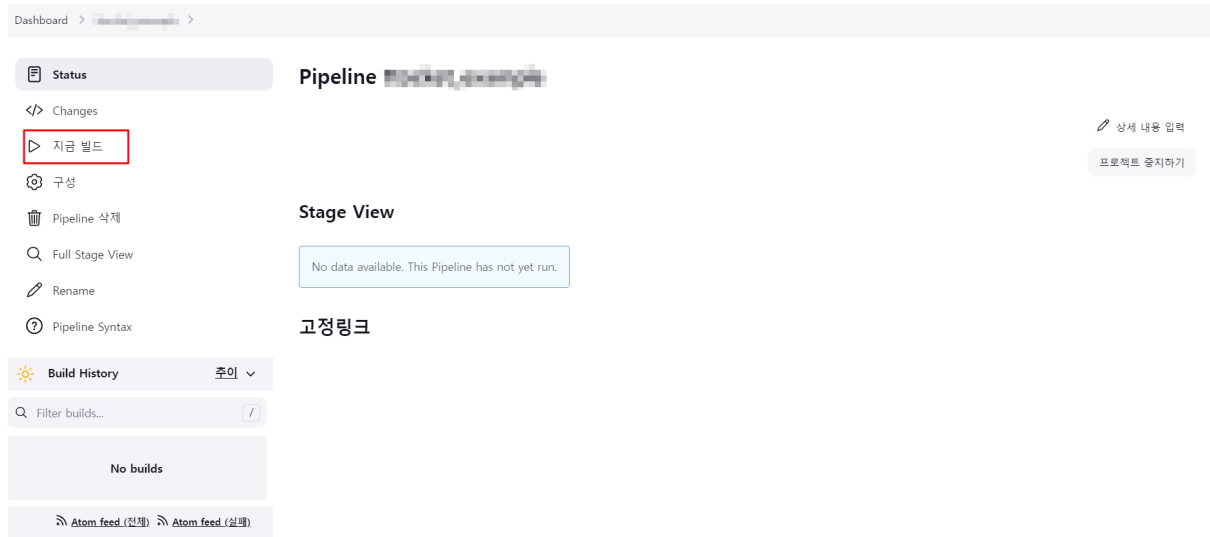 Dashboard
Status
Changes
지금 빌드
구성
Pipeline 삭제
Full Stage View
Rename
Pipeline Syntax
Build History 추이
Filter builds... /
No builds
Atom feed (전체) Atom feed (실패)
Pipeline
상세 내용 입력
프로젝트 중지하기
Stage View
No data available. This Pipeline has not yet run.
고정링크